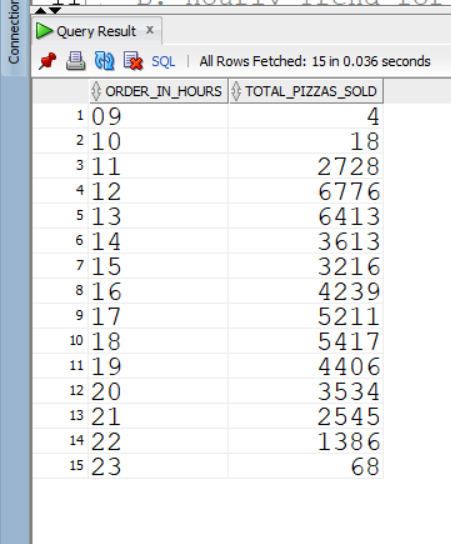 B. Hourly Trend for
Connection
Query Result x
SQL | All Rows Fetched: 15 in 0.036 seconds
ORDER_IN_HOURS TOTAL_PIZZAS_SOLD
1 09 4
2 10 18
3 11 2728
4 12 6776
5 13 6413
6 14 3613
7 15 3216
8 16 4239
9 17 5211
10 18 5417
11 19 4406
12 20 3534
13 21 2545
14 22 1386
15 23 68